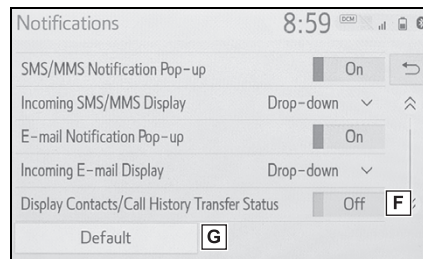 Notifications 8:59 DCM
SMS/MMS Notification Pop-up On
Incoming SMS/MMS Display Drop-down
E-mail Notification Pop-up On
Incoming E-mail Display Drop-down
Display Contacts/Call History Transfer Status Off F
Default G